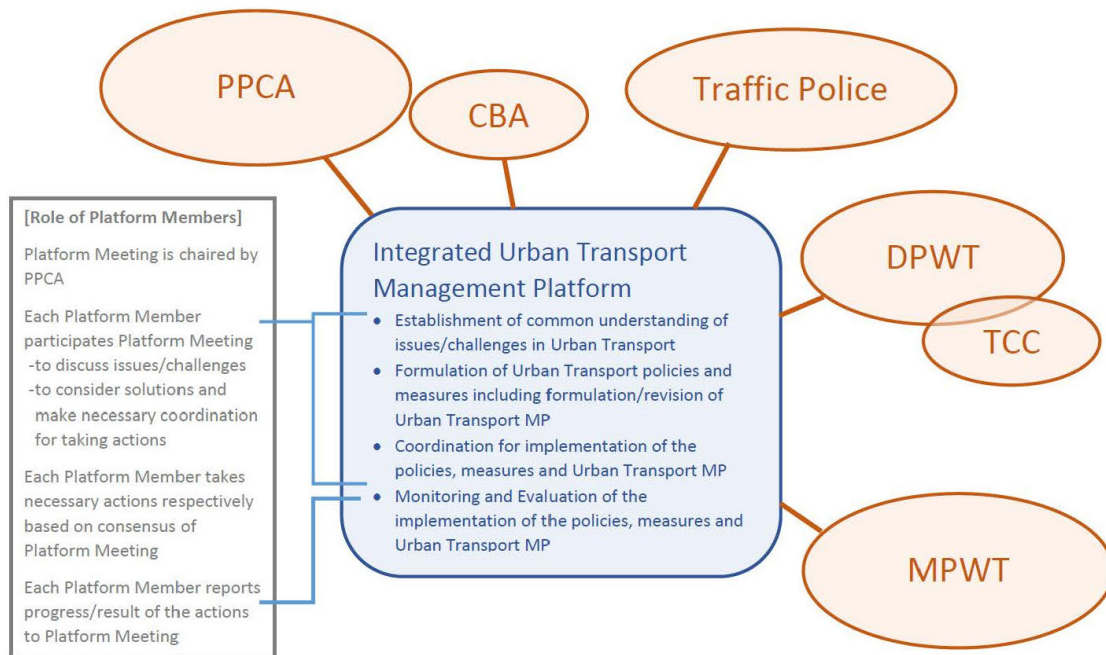 PPCA
CBA
Traffic Police
DPWT
TCC
MPWT
[Role of Platform Members]
Platform Meeting is chaired by
PPCA
Each Platform Member
participates Platform Meeting
-to discuss issues/challenges
-to consider solutions and
make necessary coordination
for taking actions
Each Platform Member takes
necessary actions respectively
based on consensus of
Platform Meeting
Each Platform Member reports
progress/result of the actions
to Platform Meeting
Integrated Urban Transport
Management Platform
• Establishment of common understanding of
issues/challenges in Urban Transport
• Formulation of Urban Transport policies and
measures including formulation/revision of
Urban Transport MP
• Coordination for implementation of the
policies, measures and Urban Transport MP
• Monitoring and Evaluation of the
implementation of the policies, measures and
Urban Transport MP